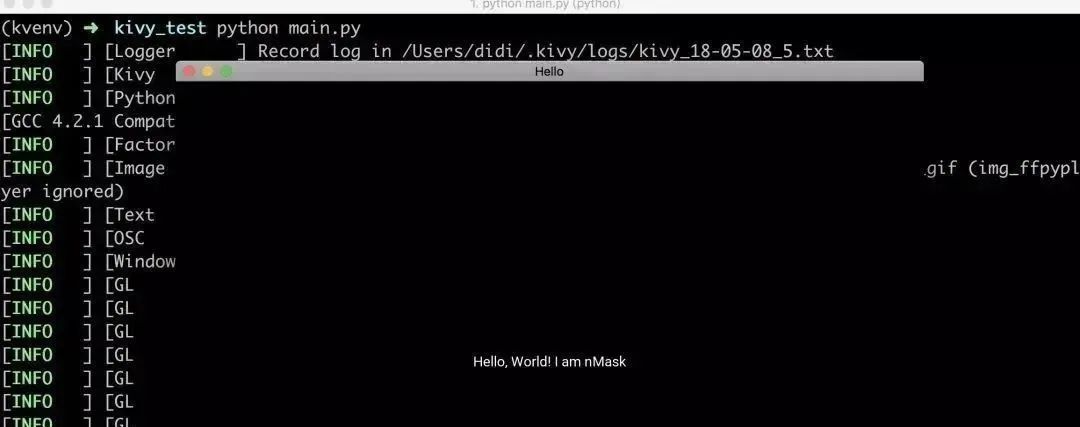 1. python main.py (python)
(kvenv) ➜ kivy_test python main.py
[INFO   ] [Logger      ] Record log in /Users/didi/.kivy/logs/kivy_18-05-08_5.txt
[INFO   ] [Kivy
Hello
[INFO   ] [Python
[GCC 4.2.1 Compat
[INFO   ] [Factor
[INFO   ] [Image
.gif (img_ffpypl
yer ignored)
[INFO   ] [Text
[INFO   ] [OSC
[INFO   ] [Window
[INFO   ] [GL
[INFO   ] [GL
[INFO   ] [GL
[INFO   ] [GL
Hello, World! I am nMask
[INFO   ] [GL
[INFO   ] [GL
[INFO   ] [GL